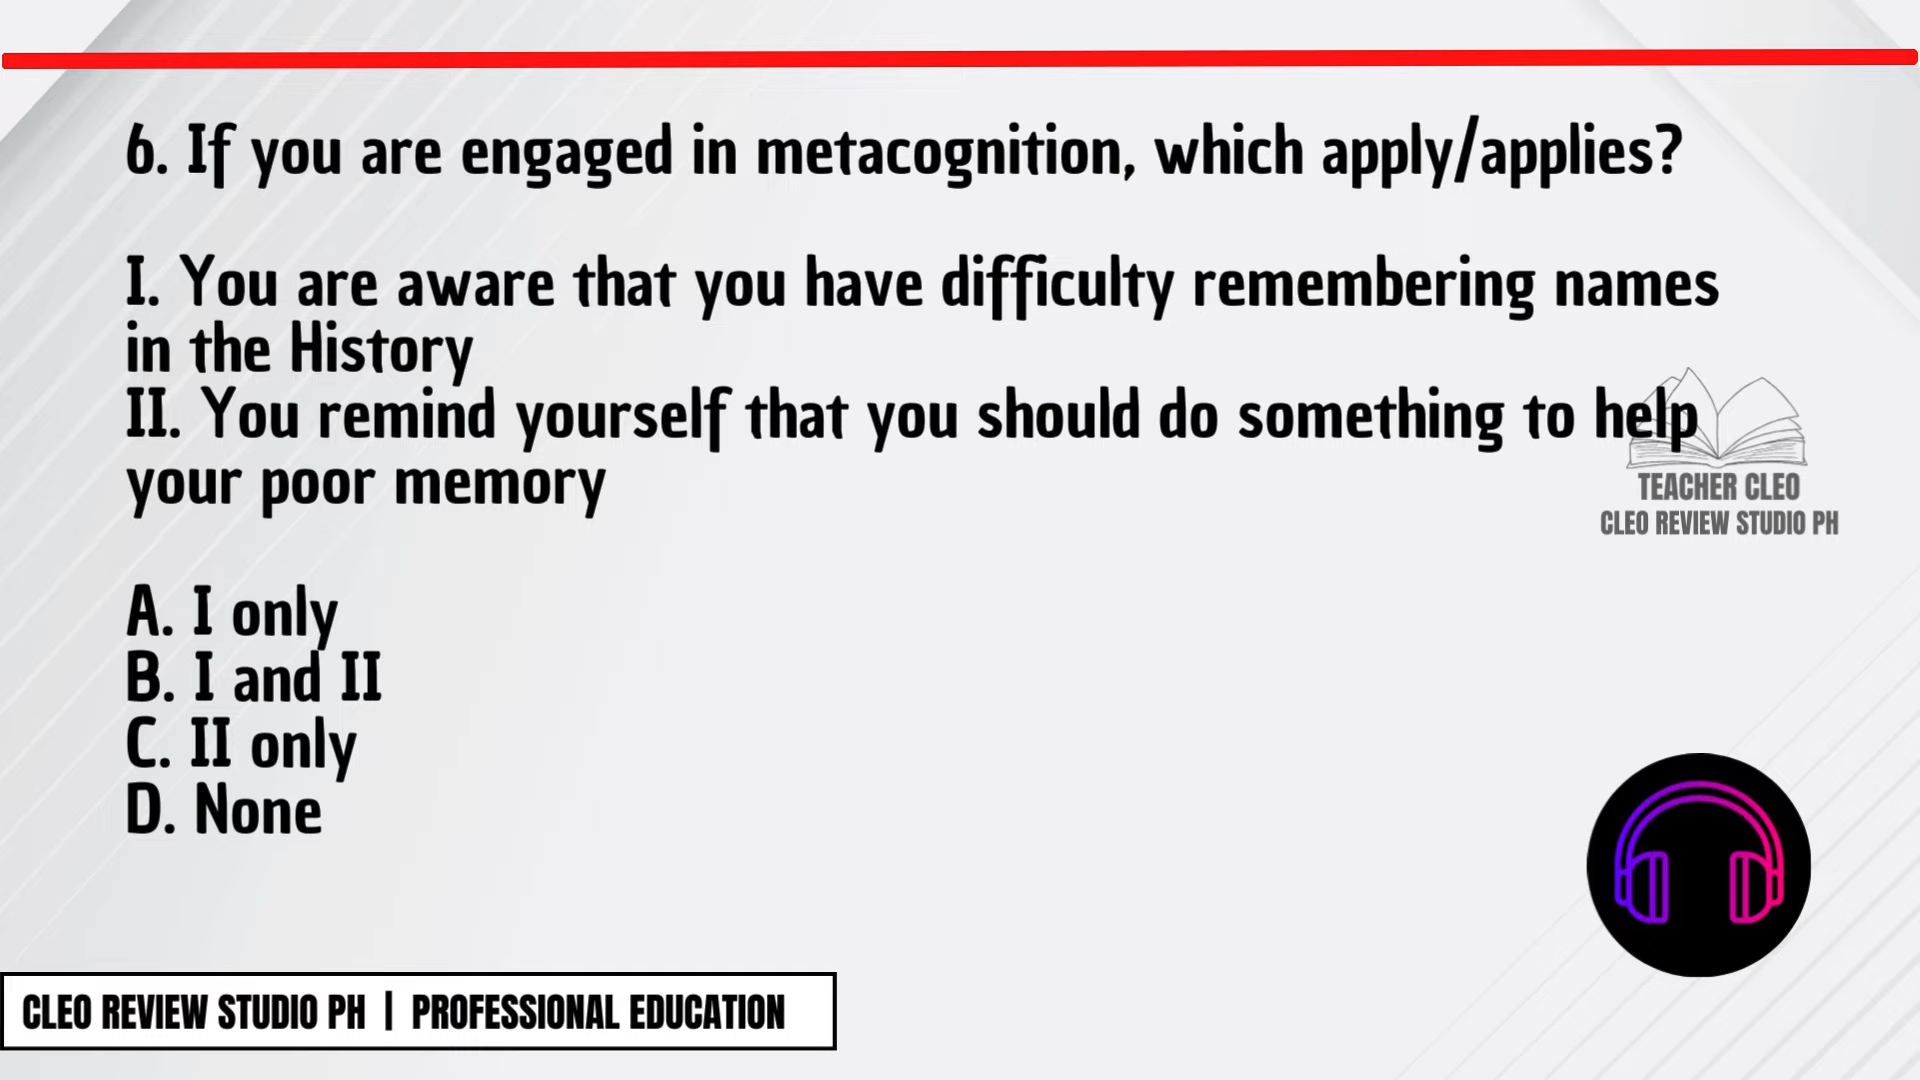 6. If you are engaged in metacognition, which apply/applies?
I. You are aware that you have difficulty remembering names
in the History
II. You remind yourself that you should do something to help
your poor memory
TEACHER CLEO
CLEO REVIEW STUDIO PH
A. I only
B. I and II
C. II only
D. None
CLEO REVIEW STUDIO PH | PROFESSIONAL EDUCATION